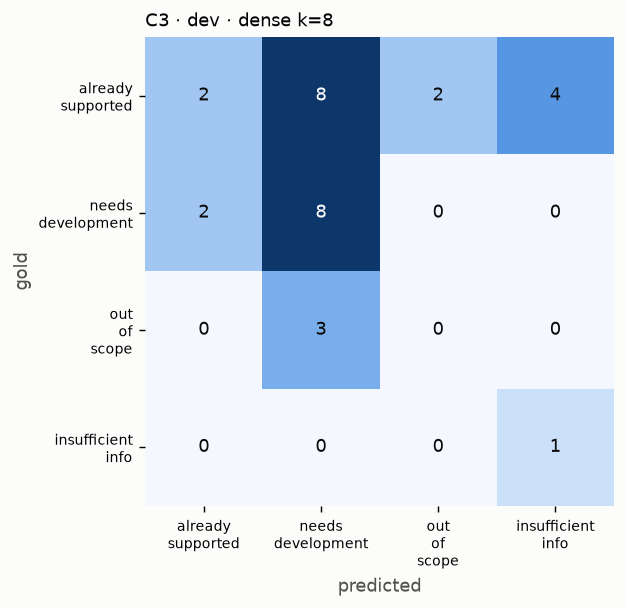 C3 · dev · dense k=8
already
supported
2 8 2 4
needs
development
2 8 0 0
gold
out
of
scope
0 3 0 0
insufficient
info
0 0 0 1
already
supported
needs
development
out
of
scope
insufficient
info
predicted